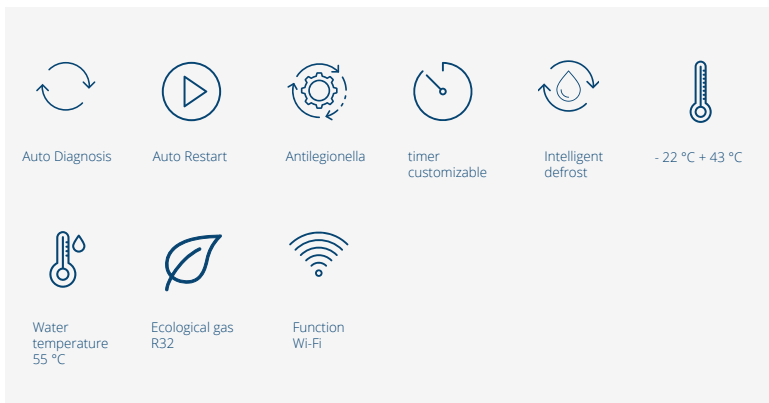 Auto Diagnosis
Auto Restart
Antilegionella
timer
customizable
Intelligent
defrost
- 22 °C + 43 °C
Water
temperature
55 °C
Ecological gas
R32
Function
Wi-Fi